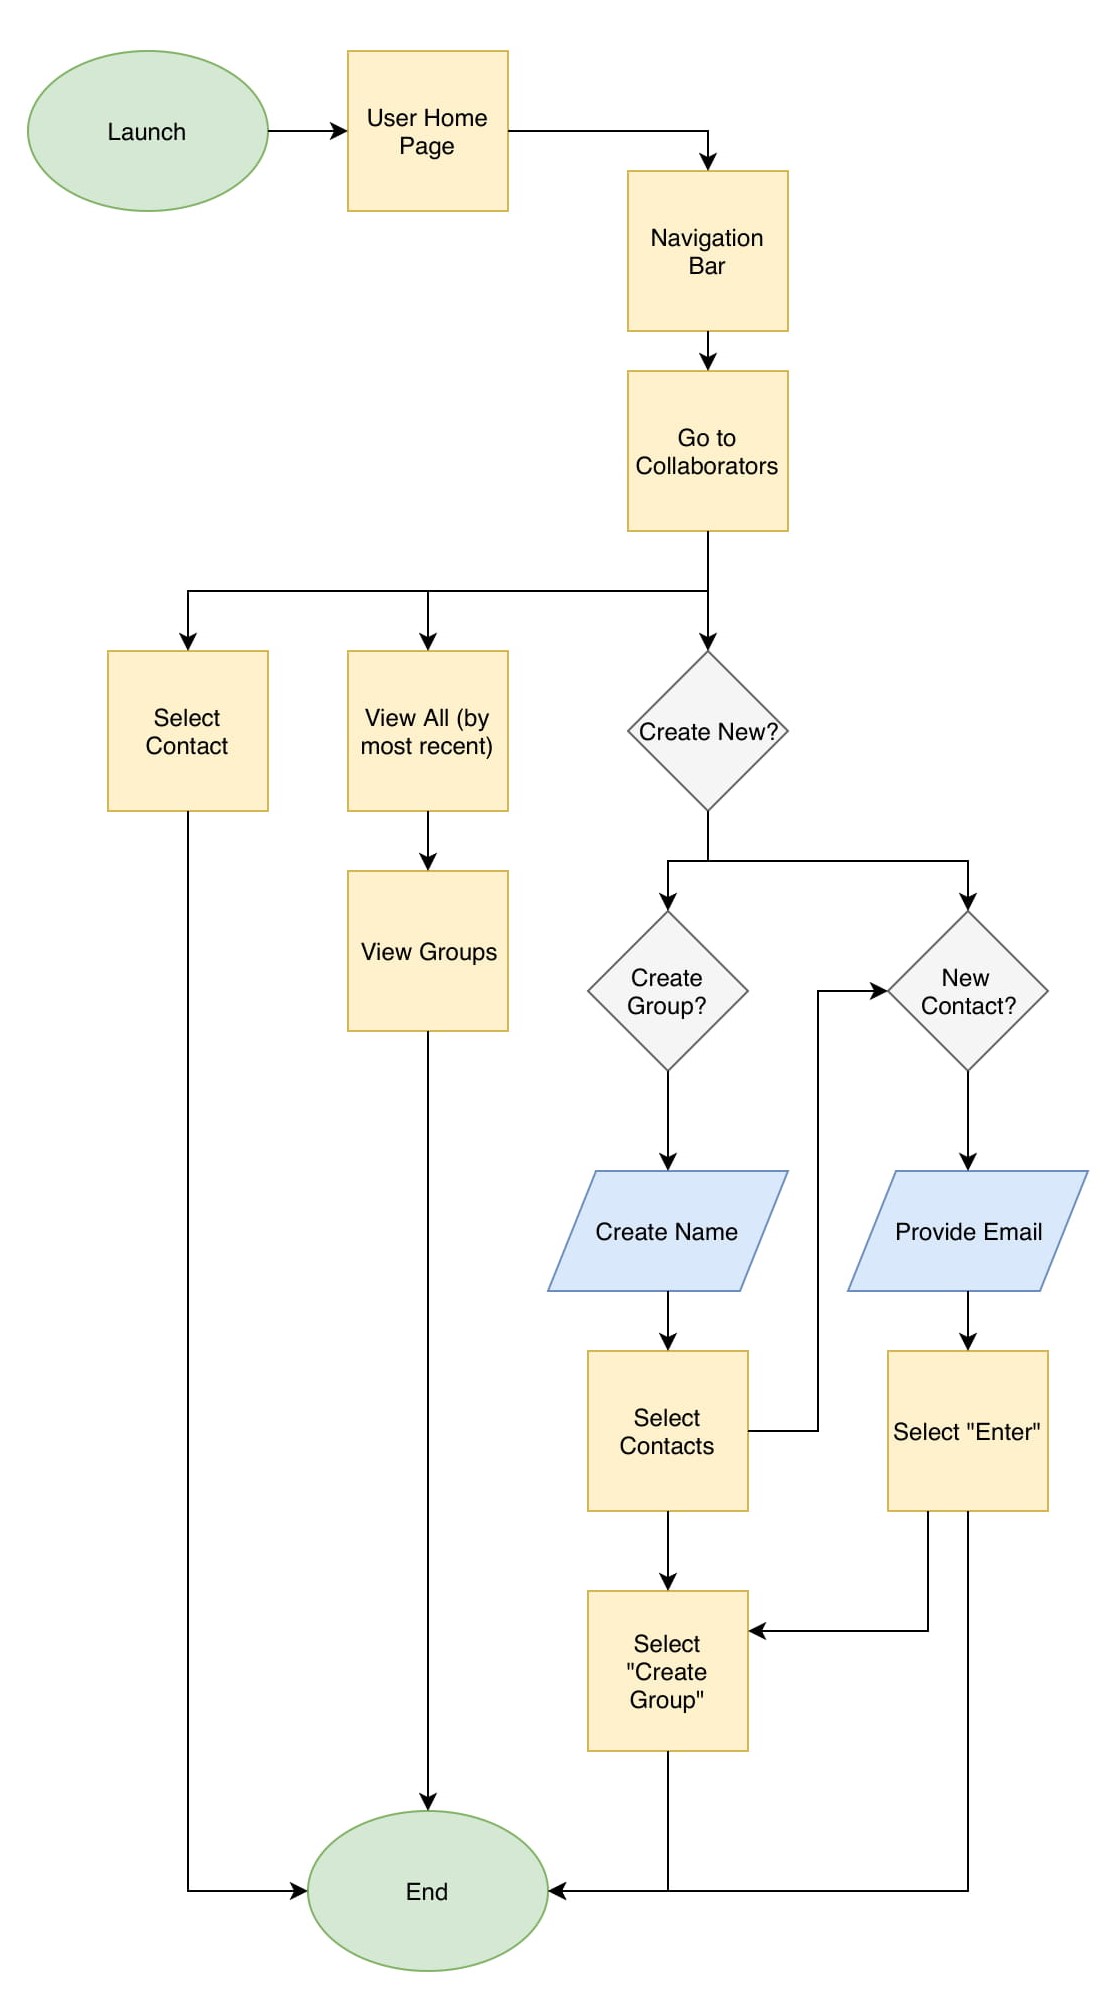 Launch
User Home
Page
Navigation
Bar
Go to
Collaborators
Select
Contact
View All (by
most recent)
Create New?
View Groups
Create
Group?
New
Contact?
Create Name
Provide Email
Select
Contacts
Select "Enter"
Select
"Create
Group"
End